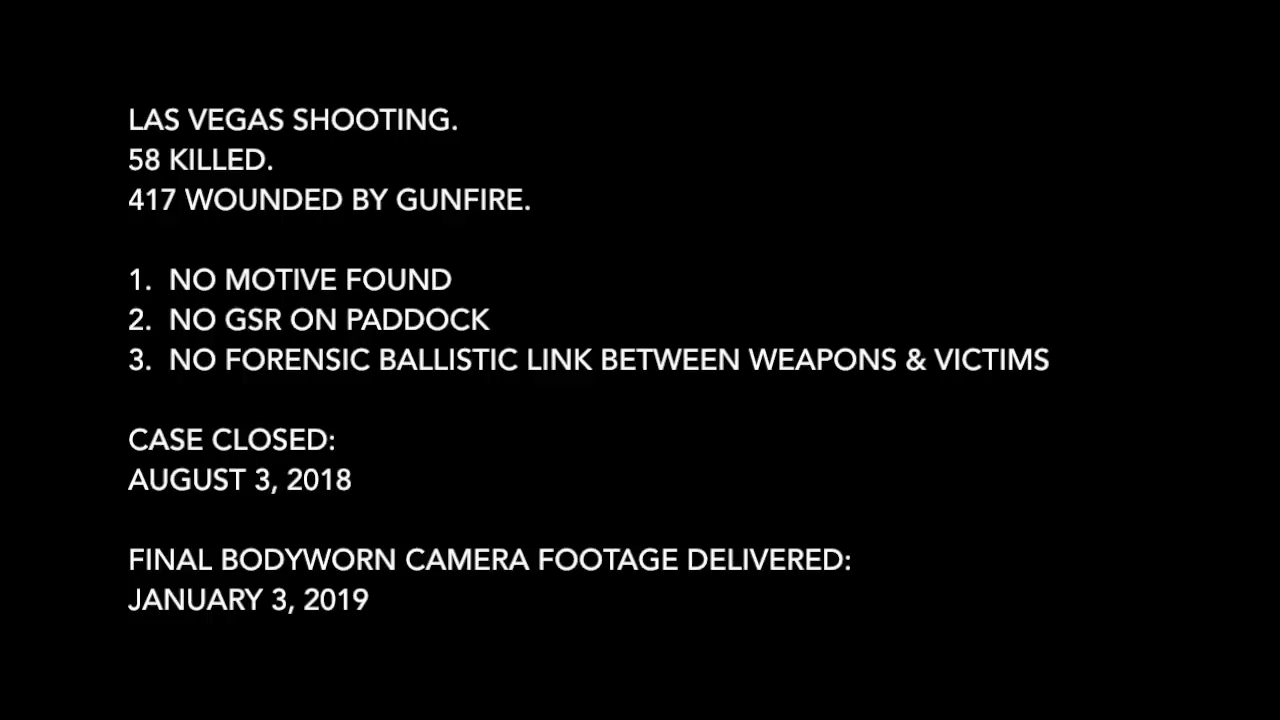 LAS VEGAS SHOOTING.
58 KILLED.
417 WOUNDED BY GUNFIRE.
1. NO MOTIVE FOUND
2. NO GSR ON PADDOCK
3. NO FORENSIC BALLISTIC LINK BETWEEN WEAPONS & VICTIMS
CASE CLOSED:
AUGUST 3, 2018
FINAL BODYWORN CAMERA FOOTAGE DELIVERED:
JANUARY 3, 2019